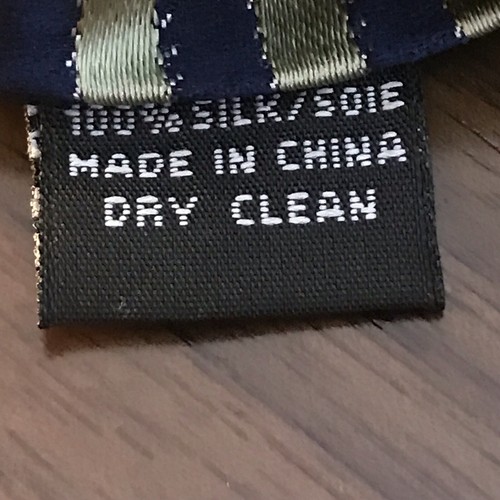 100% SILK/SOIE
MADE IN CHINA
DRY CLEAN